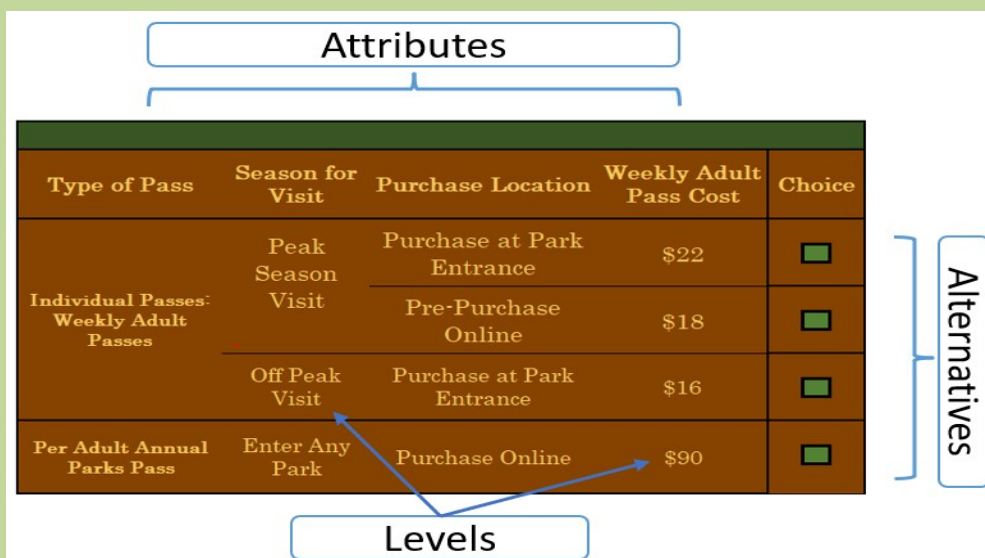 Attributes
Type of Pass
Season for
Visit
Purchase Location
Weekly Adult
Pass Cost
Choice
Individual Passes:
Weekly Adult
Passes
Peak
Season
Visit
Purchase at Park
Entrance
$22
Pre-Purchase
Online
$18
Off Peak
Visit
Purchase at Park
Entrance
$16
Per Adult Annual
Parks Pass
Enter Any
Park
Purchase Online
$90
Alternatives
Levels